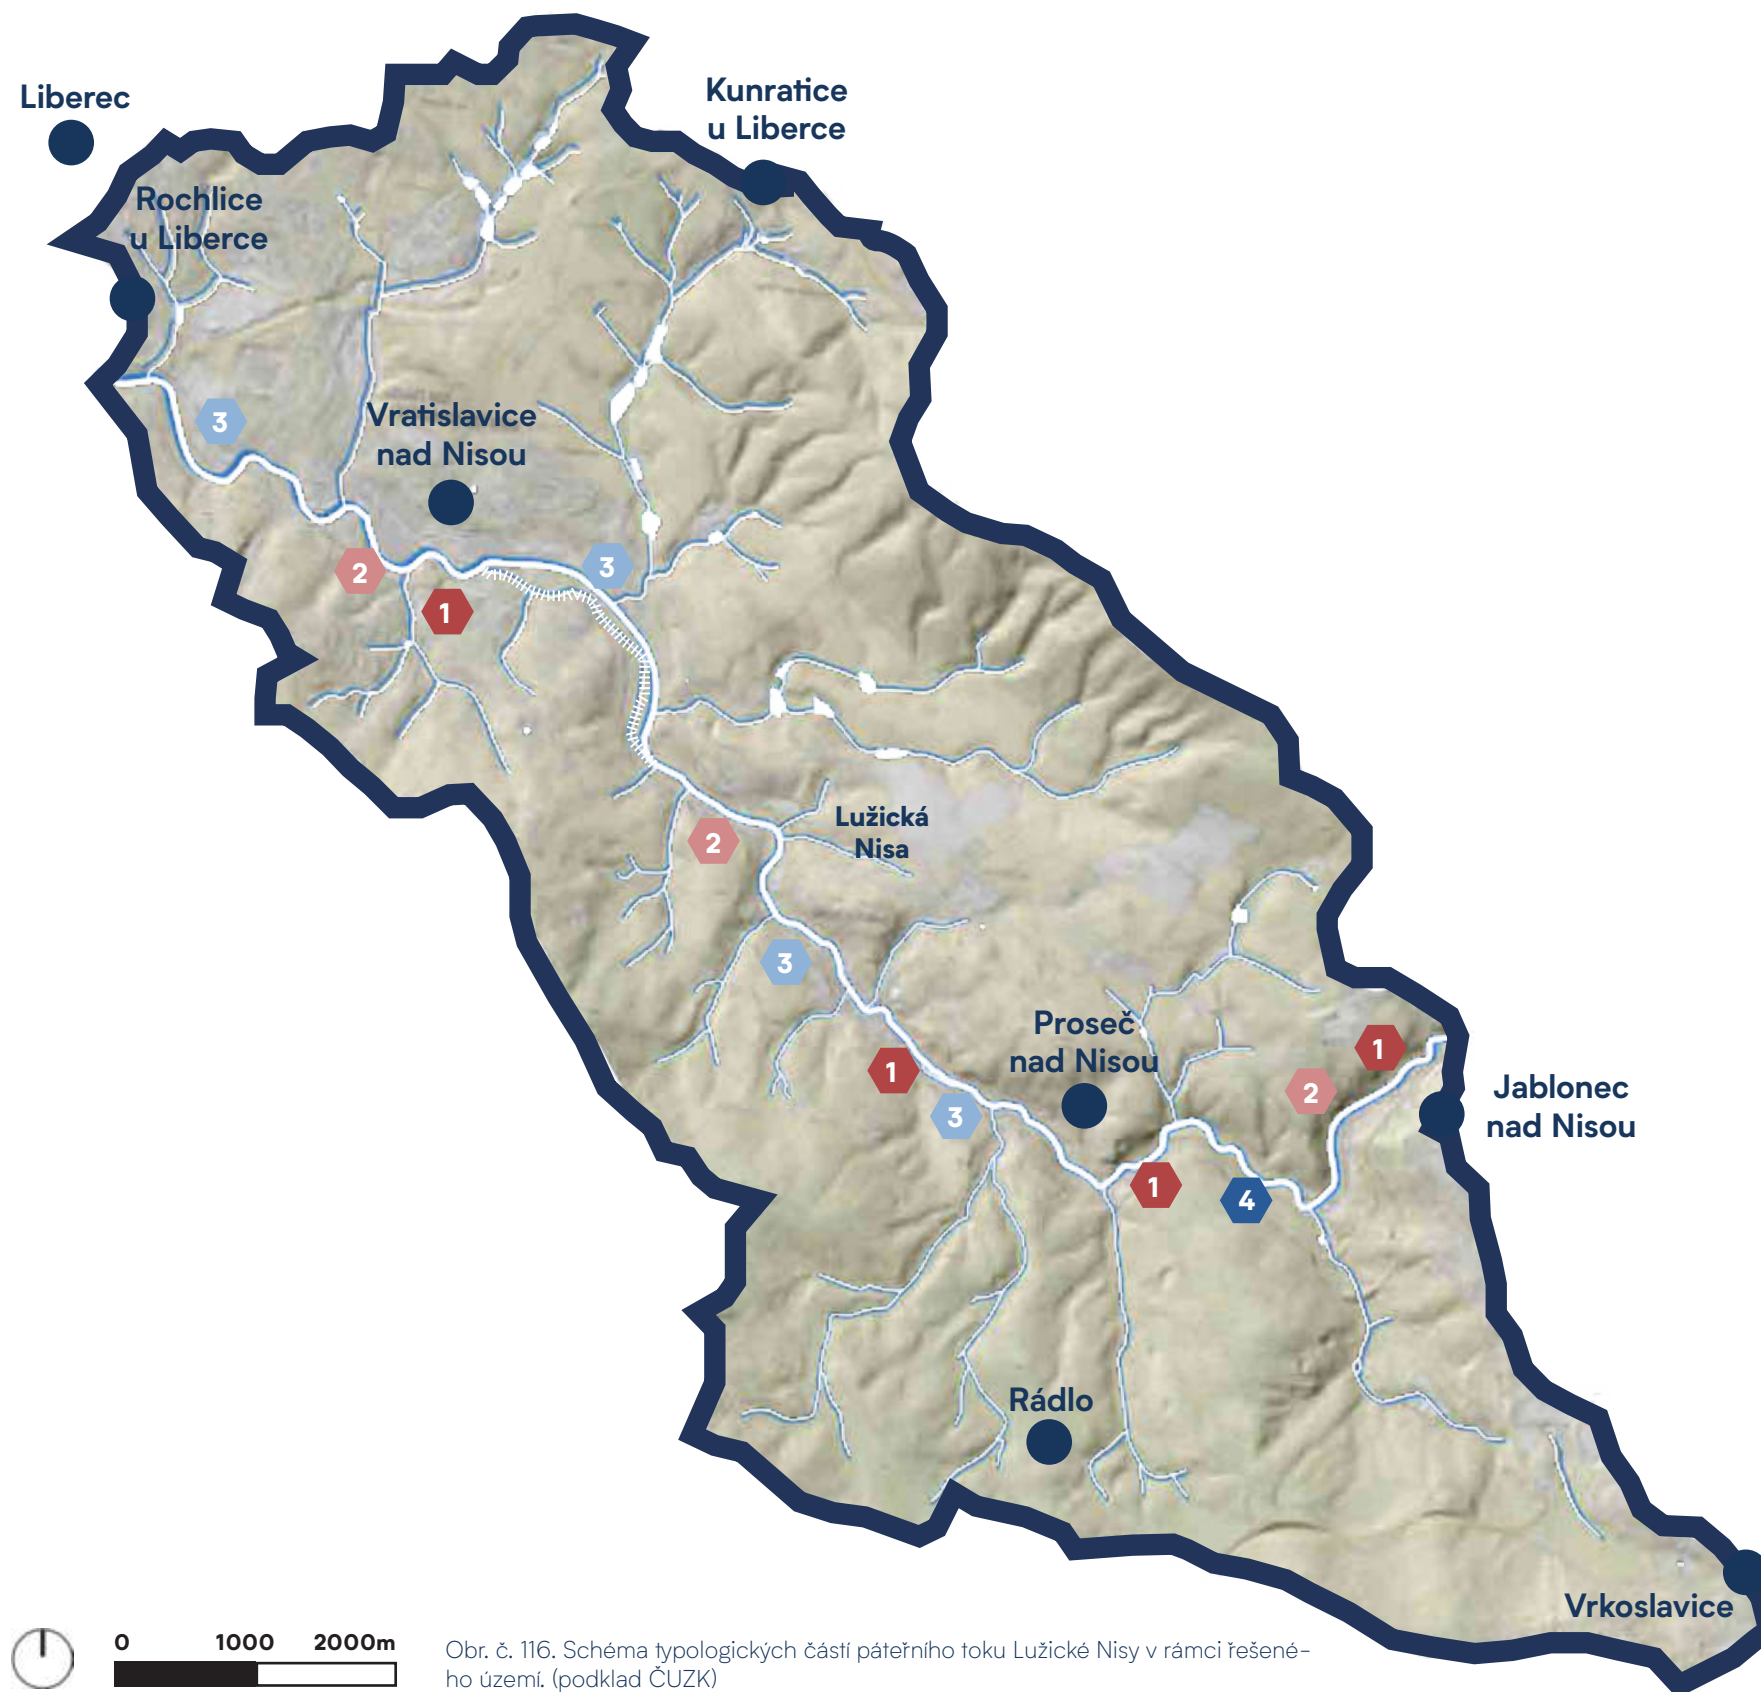 Liberec
Kunratice
u Liberce
Rochlice
u Liberce
3
Vratislavice
nad Nisou
2
3
1
Lužická
Nisa
2
3
Proseč
nad Nisou
1
1
2
3
Jablonec
nad Nisou
1
4
Rádlo
Vrkoslavice
0 1000 2000m
Obr. č. 116. Schéma typologických částí páteřního toku Lužické Nisy v rámci řešené-
ho území. (podklad ČUZK)